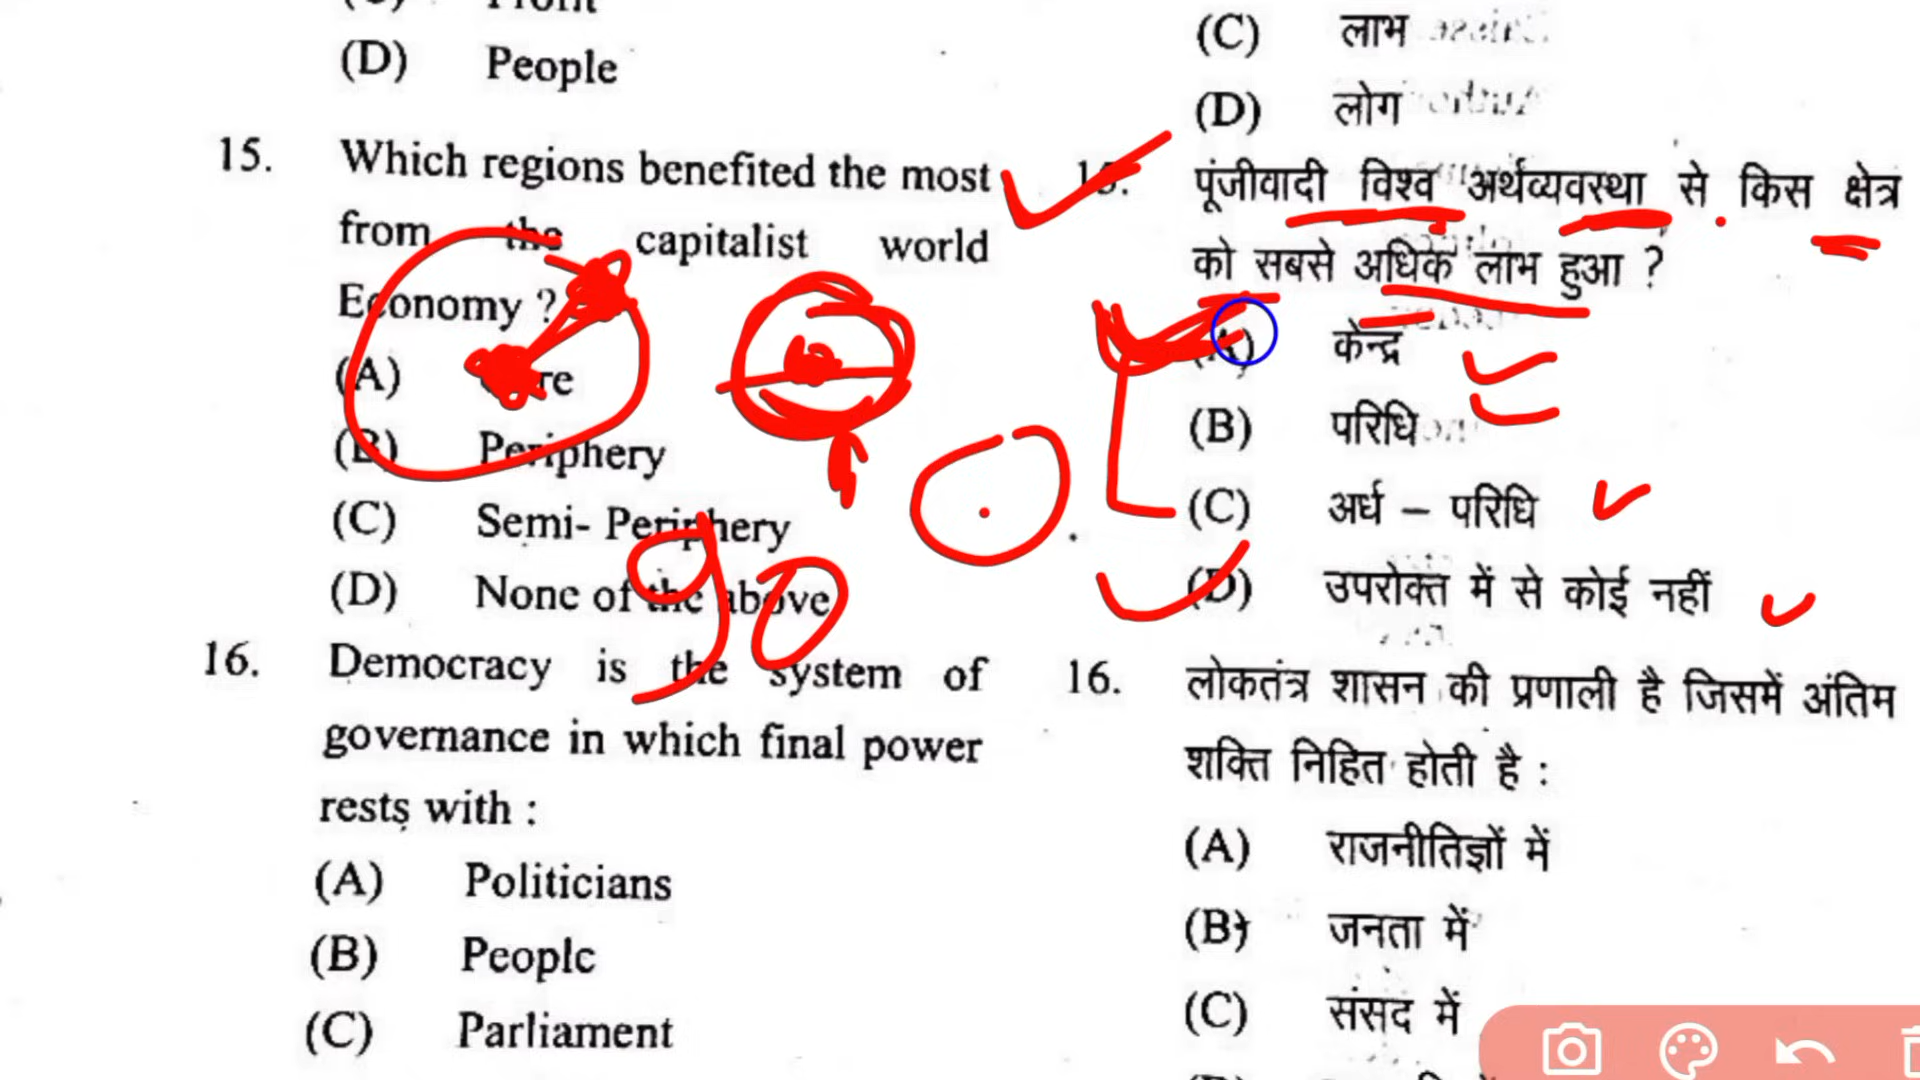 (D) People
15. Which regions benefited the most
from the capitalist world
Economy ?
(A)
(B) Periphery
(C) Semi- Periphery
(D) None of the above
90
16. Democracy is the system of
governance in which final power
rests with :
(A) Politicians
(B) People
(C) Parliament
(C) लाभ
(D) लोग
पूंजीवादी विश्व अर्थव्यवस्था से किस क्षेत्र
को सबसे अधिक लाभ हुआ ?
(A) केन्द्र
(B) परिधि
(C) अर्ध – परिधि
(D) उपरोक्त में से कोई नहीं
16. लोकतंत्र शासन की प्रणाली है जिसमें अंतिम
शक्ति निहित होती है :
(A) राजनीतिज्ञों में
(B) जनता में
(C) संसद में